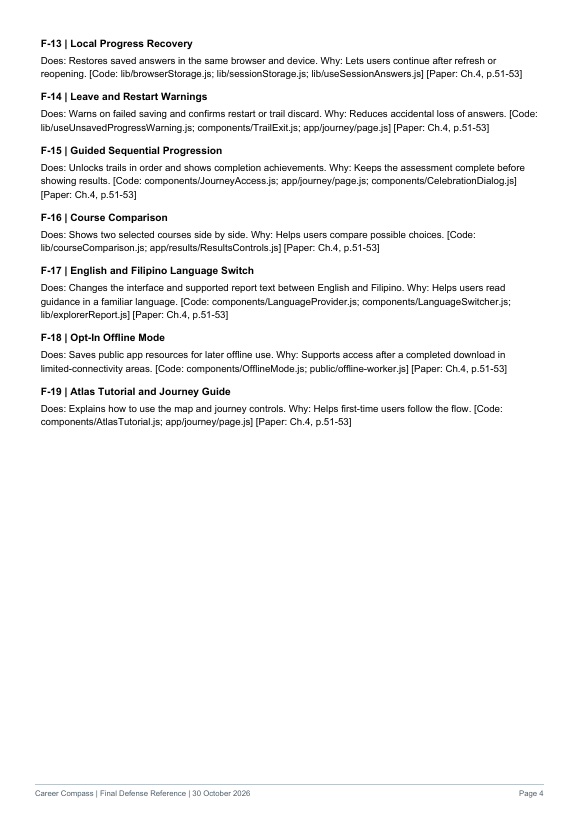 F-13 | Local Progress Recovery
Does: Restores saved answers in the same browser and device. Why: Lets users continue after refresh or
reopening. [Code: lib/browserStorage.js; lib/sessionStorage.js; lib/useSessionAnswers.js] [Paper: Ch.4, p.51-53]
F-14 | Leave and Restart Warnings
Does: Warns on failed saving and confirms restart or trail discard. Why: Reduces accidental loss of answers. [Code:
lib/useUnsavedProgressWarning.js; components/TrailExit.js; app/journey/page.js] [Paper: Ch.4, p.51-53]
F-15 | Guided Sequential Progression
Does: Unlocks trails in order and shows completion achievements. Why: Keeps the assessment complete before
showing results. [Code: components/JourneyAccess.js; app/journey/page.js; components/CelebrationDialog.js]
[Paper: Ch.4, p.51-53]
F-16 | Course Comparison
Does: Shows two selected courses side by side. Why: Helps users compare possible choices. [Code:
lib/courseComparison.js; app/results/ResultsControls.js] [Paper: Ch.4, p.51-53]
F-17 | English and Filipino Language Switch
Does: Changes the interface and supported report text between English and Filipino. Why: Helps users read
guidance in a familiar language. [Code: components/LanguageProvider.js; components/LanguageSwitcher.js;
lib/explorerReport.js] [Paper: Ch.4, p.51-53]
F-18 | Opt-In Offline Mode
Does: Saves public app resources for later offline use. Why: Supports access after a completed download in
limited-connectivity areas. [Code: components/OfflineMode.js; public/offline-worker.js] [Paper: Ch.4, p.51-53]
F-19 | Atlas Tutorial and Journey Guide
Does: Explains how to use the map and journey controls. Why: Helps first-time users follow the flow. [Code:
components/AtlasTutorial.js; app/journey/page.js] [Paper: Ch.4, p.51-53]
Career Compass | Final Defense Reference | 30 October 2026
Page 4